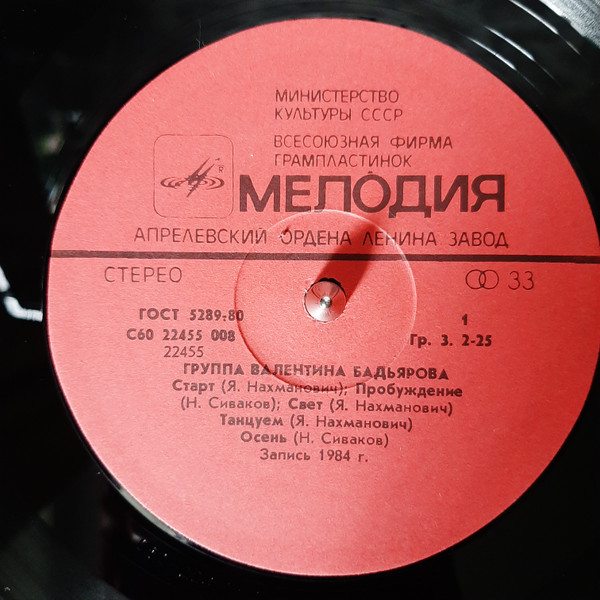 МИНИСТЕРСТВО
КУЛЬТУРЫ СССР
ВСЕСОЮЗНАЯ ФИРМА
ГРАМПЛАСТИНОК
R
МЕЛОДИЯ
АПРЕЛЕВСКИЙ ОРДЕНА ЛЕНИНА ЗАВОД
СТЕРЕО 33
ГОСТ 5289-80 1
С60 22455 008 Гр. 3. 2-25
22455
ГРУППА ВАЛЕНТИНА БАДЬЯРОВА
Старт (Я. Нахманович); Пробуждение
(Н. Сиваков); Свет (Я. Нахманович)
Танцуем (Я. Нахманович)
Осень (Н. Сиваков)
Запись 1984 г.